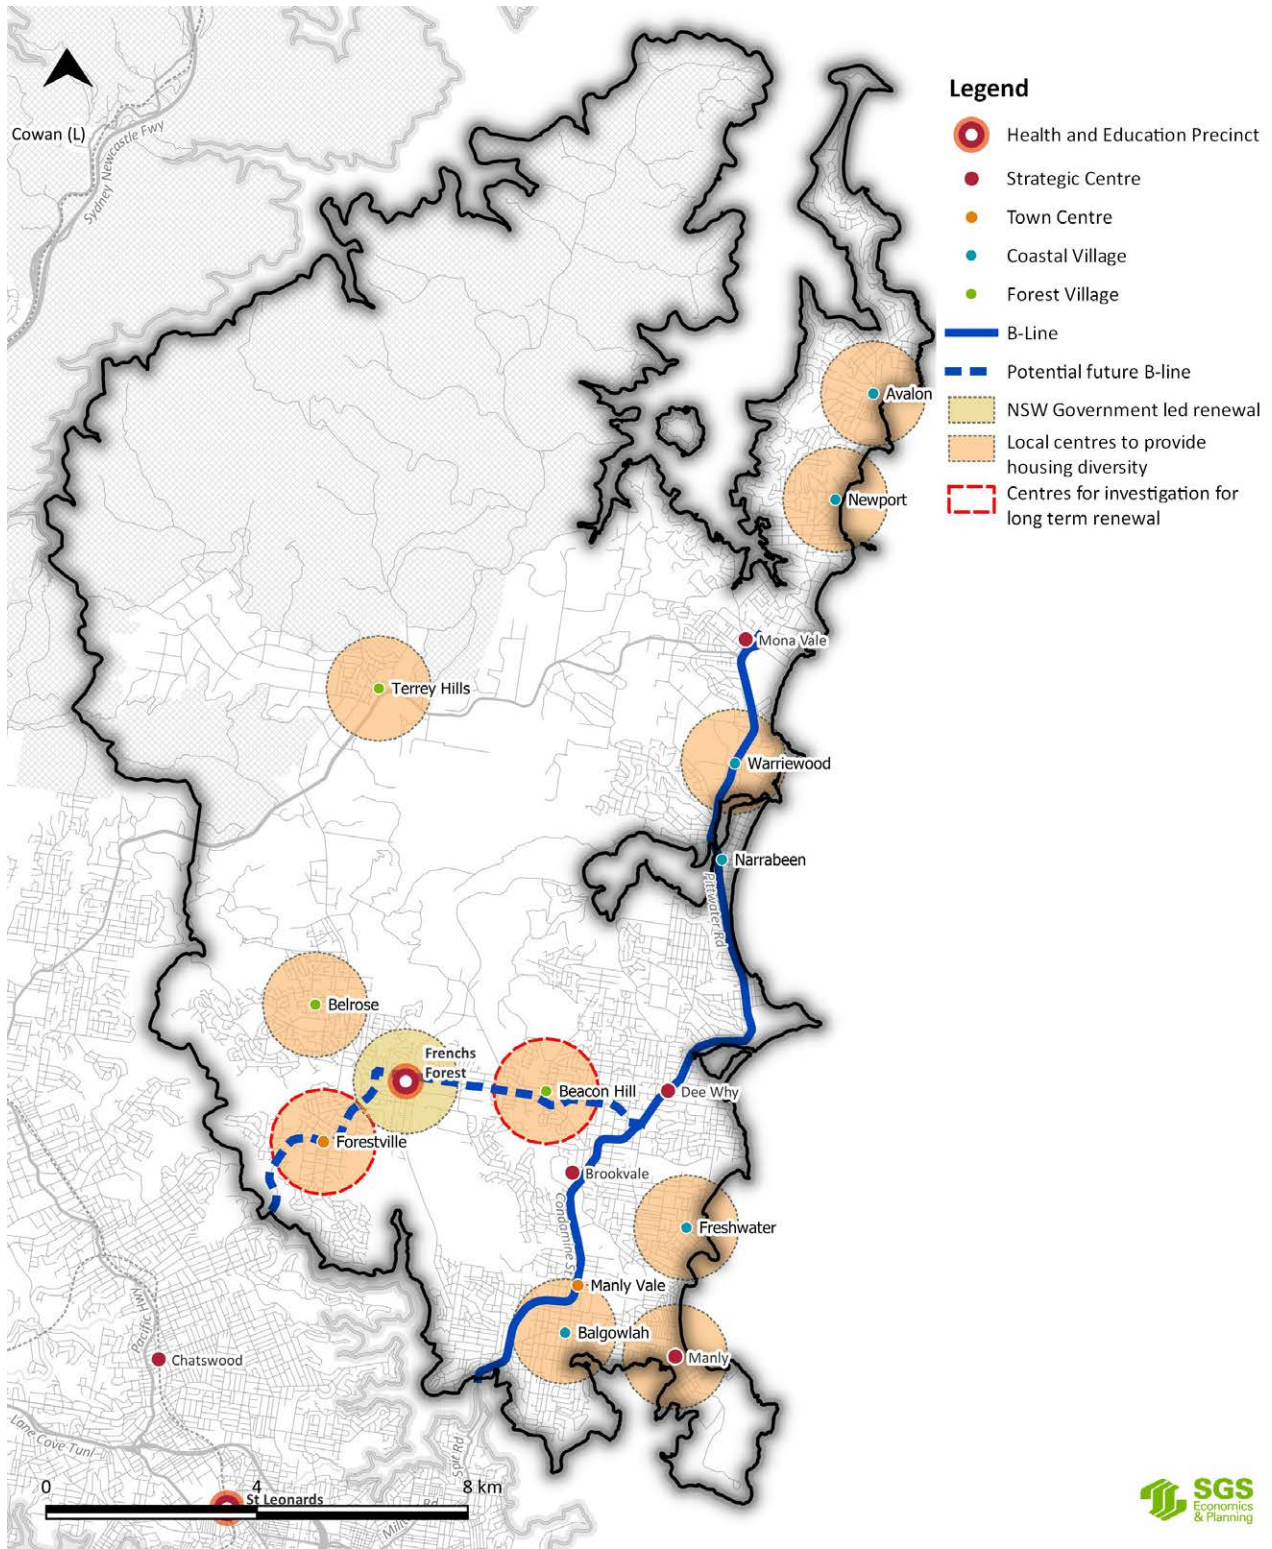 Legend
Health and Education Precinct
Strategic Centre
Town Centre
Coastal Village
Forest Village
B-Line
Potential future B-line
NSW Government led renewal
Local centres to provide
housing diversity
Centres for investigation for
long term renewal
Cowan (L)
Sydney Newcastle Fwy
Avalon
Newport
Mona Vale
Terrey Hills
Warriewood
Narrabeen
Pittwater Rd
Belrose
Frenchs
Forest
Beacon Hill
Dee Why
Forestville
Brookvale
Condamine St
Freshwater
Manly Vale
Balgowlah
Manly
Pacific Hwy
Chatswood
Lane Cove Tunl
Spit Rd
Rd
0 4 8 km
St Leonards
SGS
Economics
& Planning